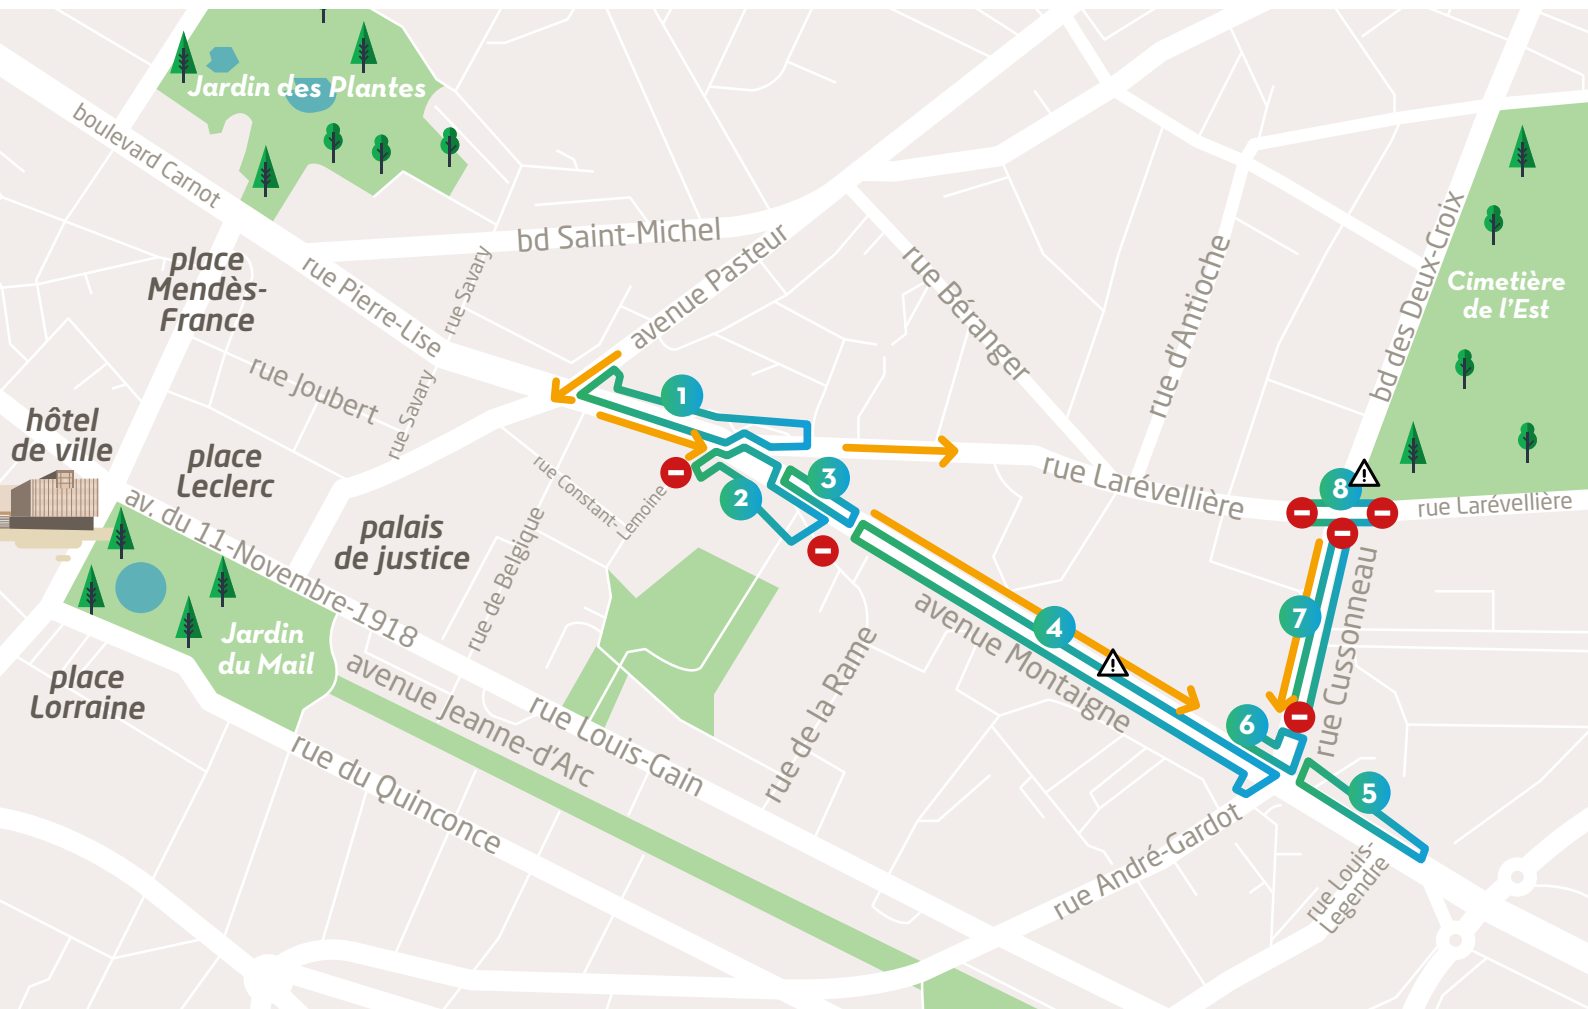 Jardin des Plantes
boulevard Carnot
bd Saint-Michel
avenue Pasteur
rue Béranger
rue d'Antioche
bd des Deux-Croix
Cimetière
de l'Est
place
Mendès-
France
rue Pierre-Lise
rue Savary
rue Joubert
rue Savary
hôtel
de ville
place
Leclerc
av. du 11-Novembre-1918
palais
de justice
rue Constant-
Lemoine
rue de Belgique
1
2
3
rue Larévellière
8
rue Larévellière
4
7
rue Cussonneau
avenue Montaigne
6
5
Jardin
du Mail
place
Lorraine
avenue Jeanne-d'Arc
rue Louis-Gain
rue de la Rame
rue du Quinconce
rue André-Gardot
rue Louis-
Legendre